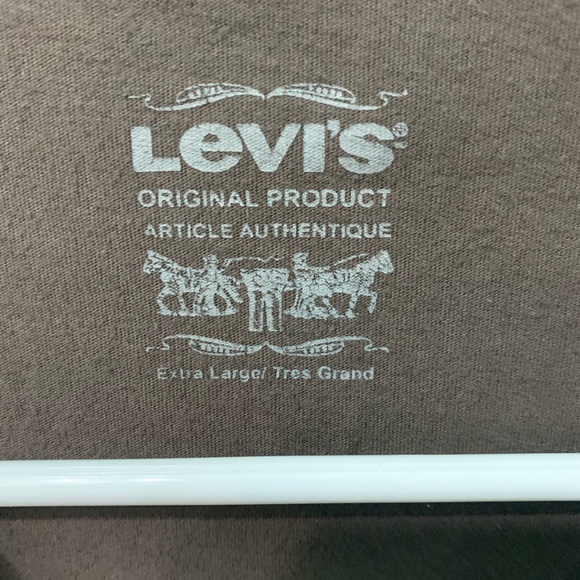 Levi's®
ORIGINAL PRODUCT
ARTICLE AUTHENTIQUE
Extra Large/ Tres Grand